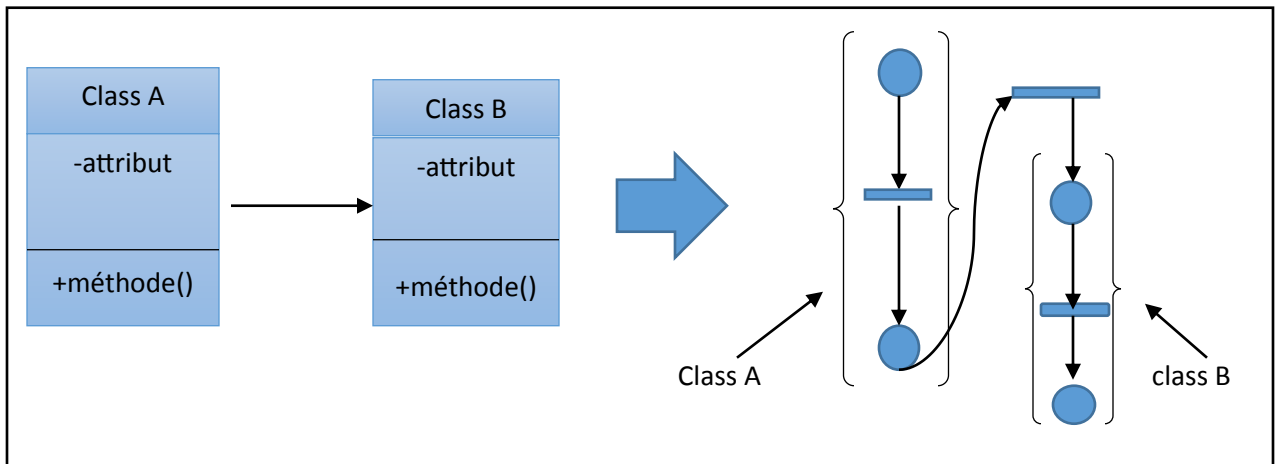 Class A
-attribut
+méthode()
Class B
-attribut
+méthode()
Class A
class B